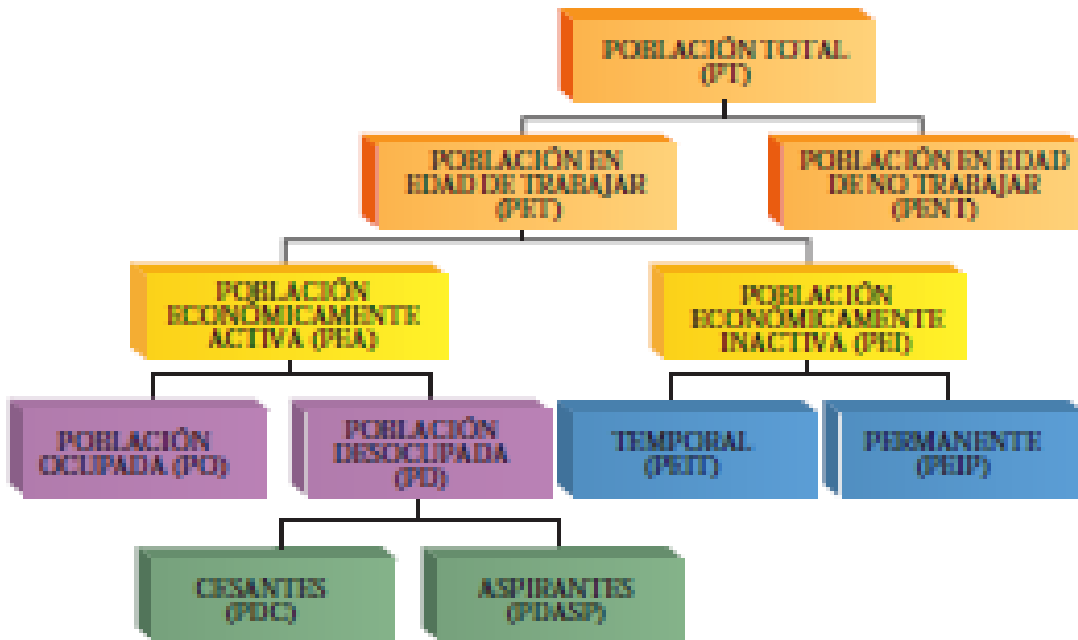 POBLACIÓN TOTAL
(PT)
POBLACIÓN EN
EDAD DE TRABAJAR
(PET)
POBLACIÓN EN EDAD
DE NO TRABAJAR
(PENT)
POBLACIÓN
ECONÓMICAMENTE
ACTIVA (PEA)
POBLACIÓN
ECONÓMICAMENTE
INACTIVA (PEI)
POBLACIÓN
OCUPADA (PO)
POBLACIÓN
DESOCUPADA
(PD)
TEMPORAL
(PEIT)
PERMANENTE
(PEIP)
CESANTES
(PDC)
ASPIRANTES
(PDASP)